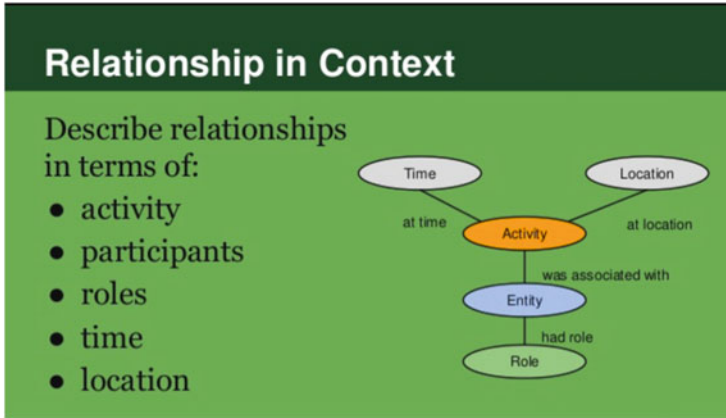 Relationship in Context
Describe relationships
in terms of:
● activity
● participants
● roles
● time
● location
Time
Location
at time
at location
Activity
was associated with
Entity
had role
Role